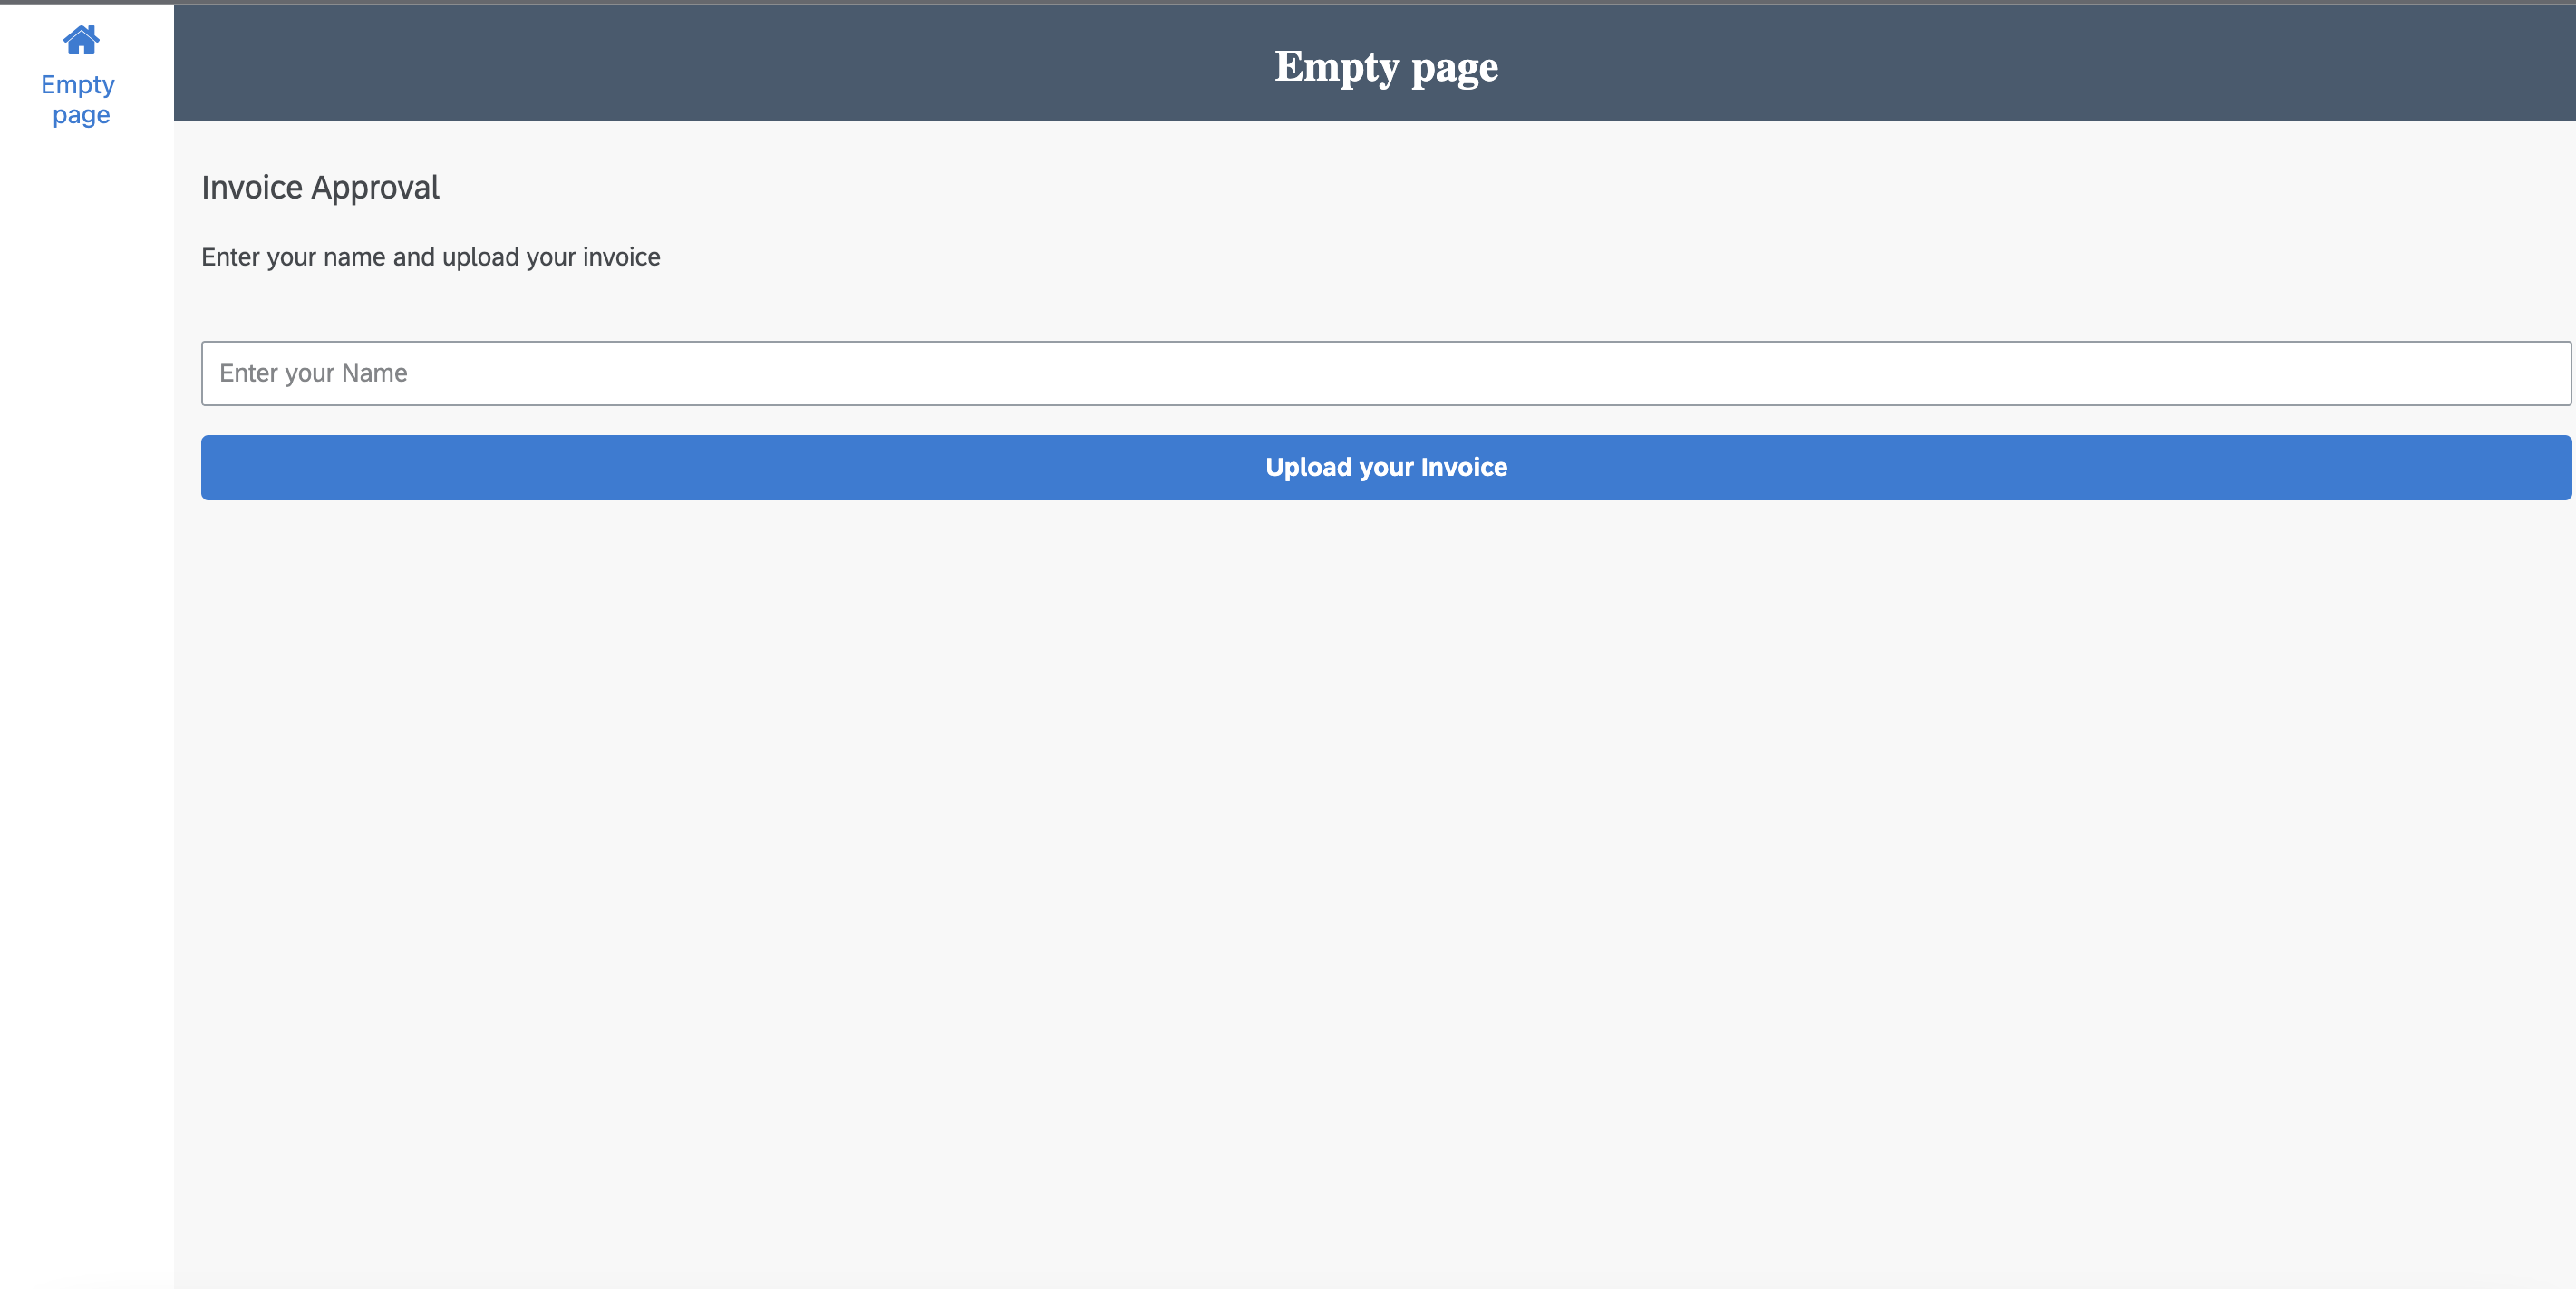 Empty
page
Empty page
Invoice Approval
Enter your name and upload your invoice
Enter your Name
Upload your Invoice